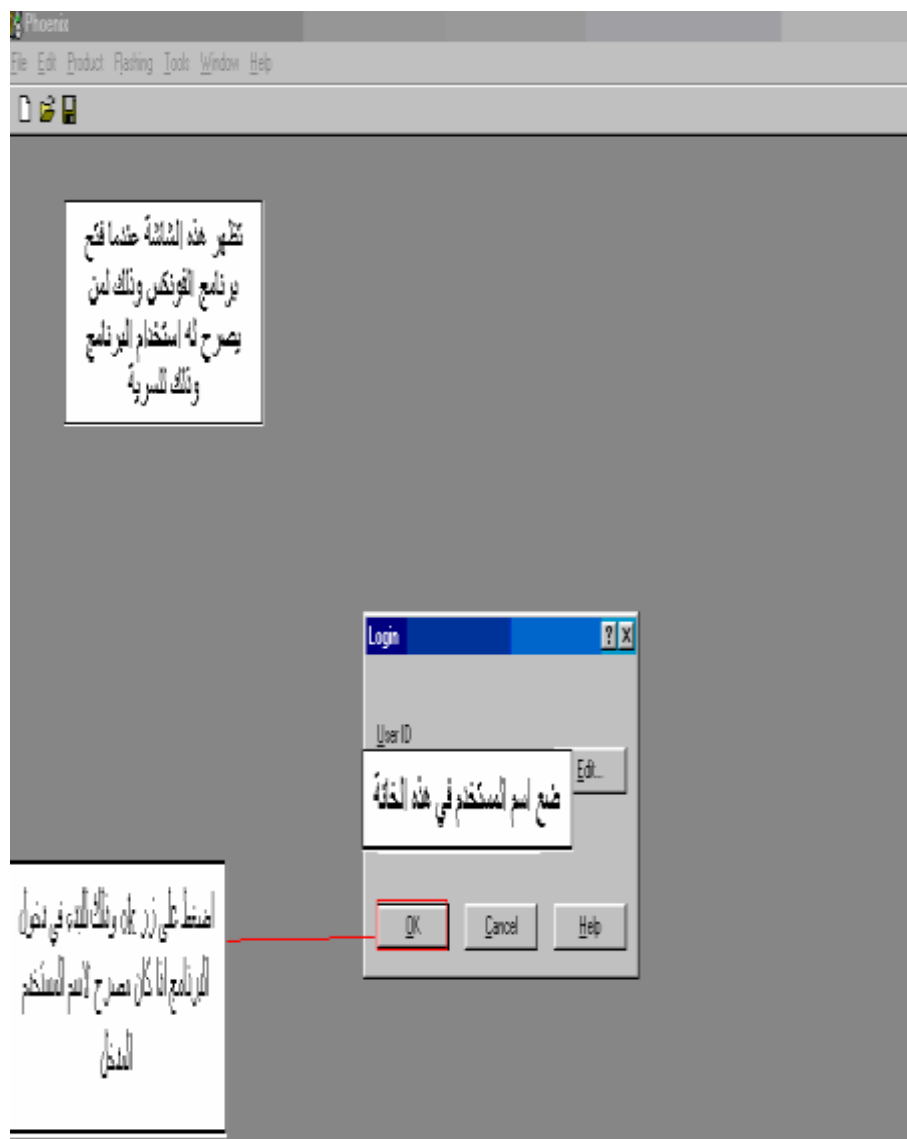 Phoenix
File Edit Product Flashing Tools Window Help
تظهر هذه الشاشة عندما فتح
برنامج الفونكس وذلك لمن
يصرح له استخدام البرنامج
وذلك للسرية
Login
User ID
Edit...
ضع اسم المستخدم في هذه الخانة
OK Cancel Help
اضغط على زر ok وذلك للبدء في دخول
البرنامج اذا كان مصرح لاسم المستخدم
المدخل